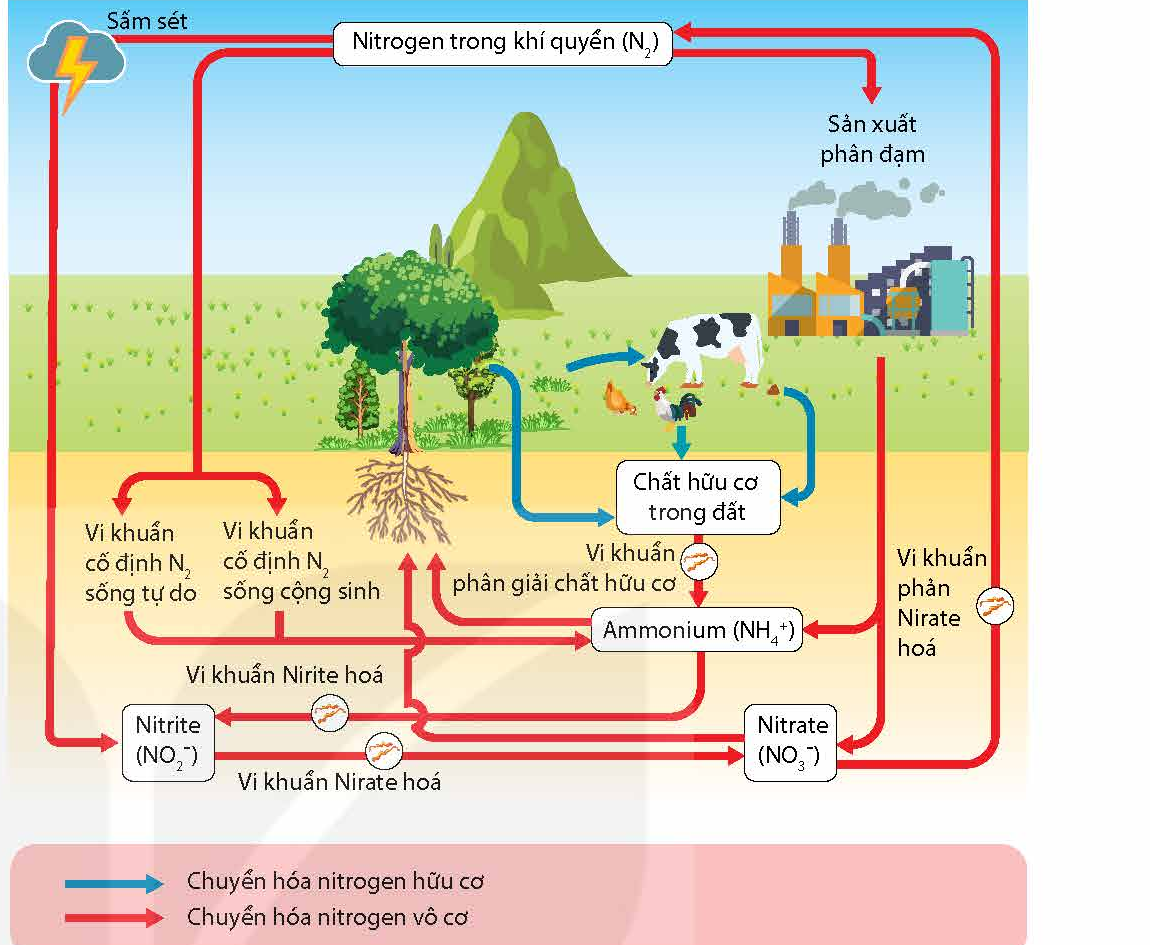 Sấm sét
Nitrogen trong khí quyển (N₂)
Sản xuất
phân đạm
Chất hữu cơ
trong đất
Vi khuẩn
cố định N₂
sống tự do
Vi khuẩn
cố định N₂
sống cộng sinh
Vi khuẩn
phân giải chất hữu cơ
Vi khuẩn
phản
Nirate
hoá
Ammonium (NH₄⁺)
Vi khuẩn Nirite hoá
Nitrite
(NO₂⁻)
Nitrate
(NO₃⁻)
Vi khuẩn Nirate hoá
Chuyển hóa nitrogen hữu cơ
Chuyển hóa nitrogen vô cơ